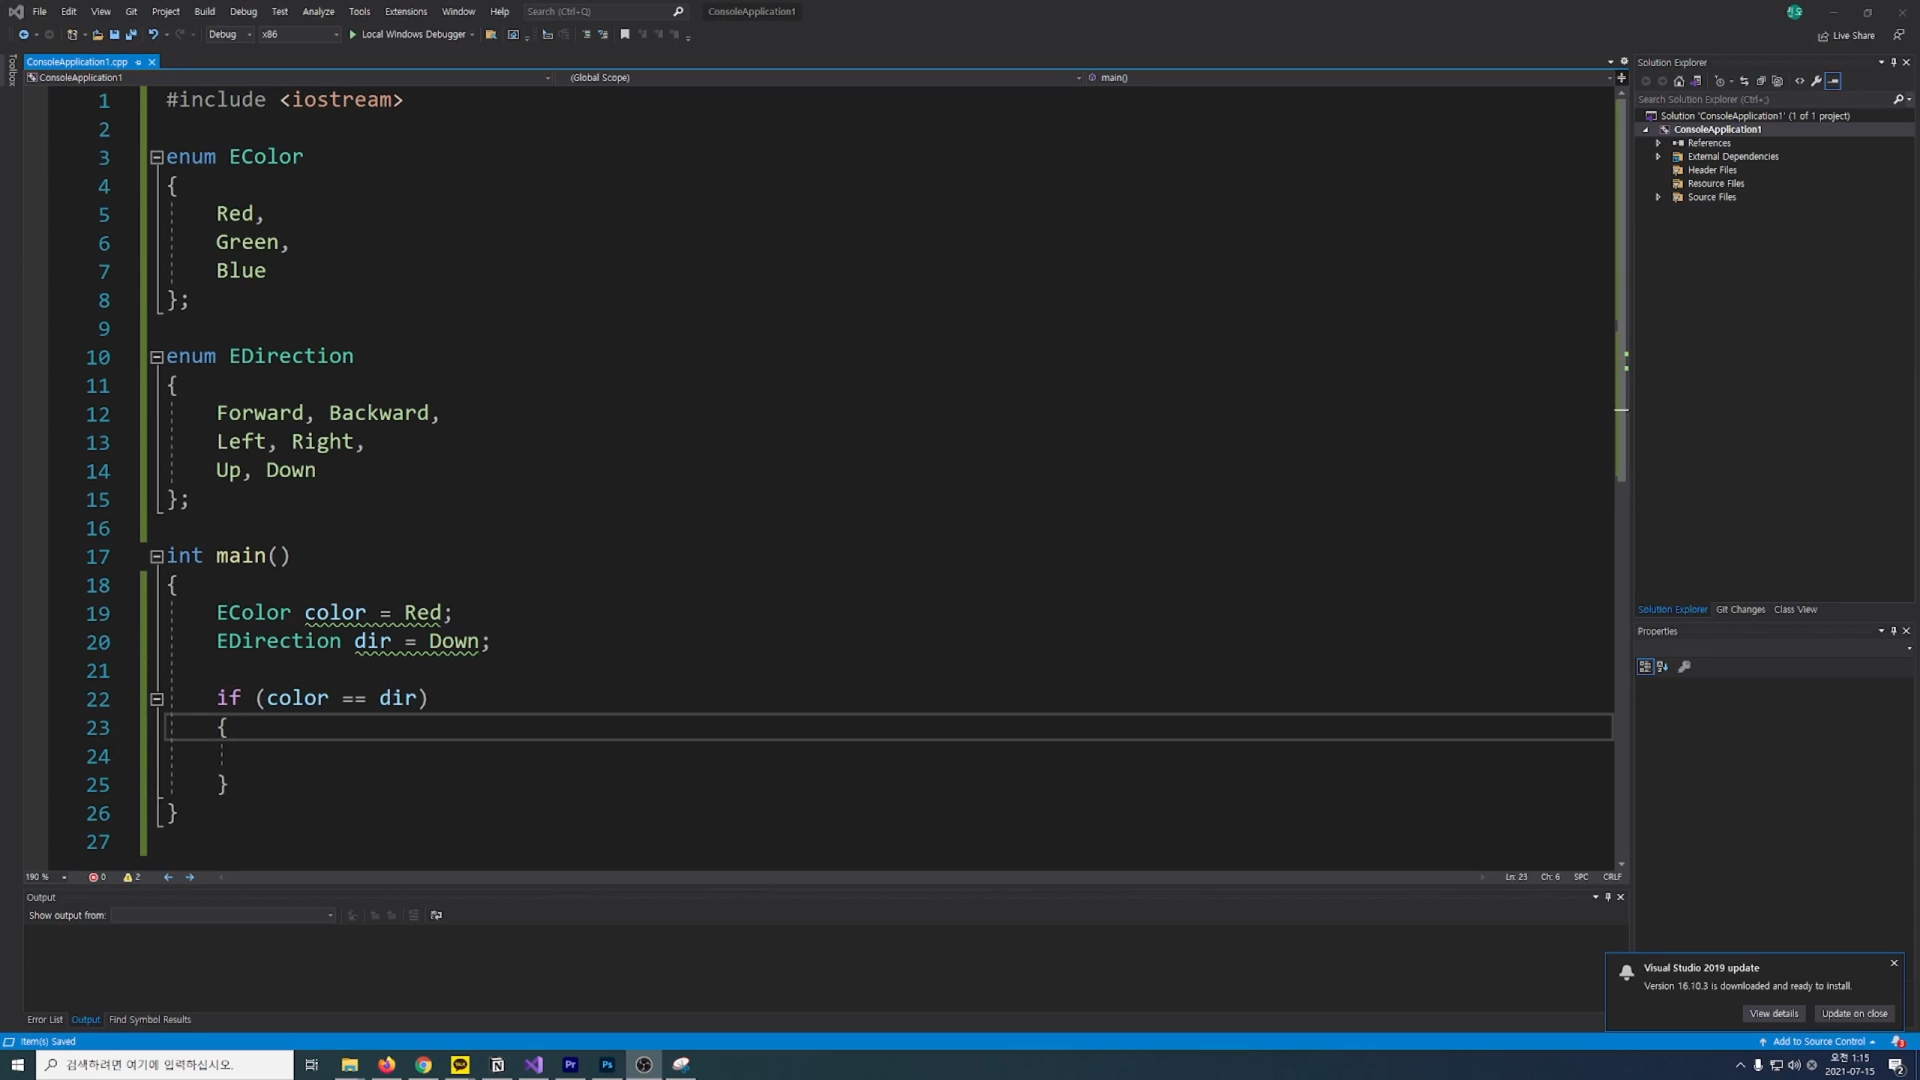 File Edit View Git Project Build Debug Test Analyze Tools Extensions Window Help Search (Ctrl+Q) ConsoleApplication1
Debug x86 Local Windows Debugger Live Share
ConsoleApplication1.cpp
ConsoleApplication1 (Global Scope) main()
1 #include <iostream>
2
3 enum EColor
4 {
5 Red,
6 Green,
7 Blue
8 };
9
10 enum EDirection
11 {
12 Forward, Backward,
13 Left, Right,
14 Up, Down
15 };
16
17 int main()
18 {
19 EColor color = Red;
20 EDirection dir = Down;
21
22 if (color == dir)
23 {
24
25 }
26 }
27
190 % 0 2 Ln: 23 Ch: 6 SPC CRLF
Output
Show output from:
Error List Output Find Symbol Results
Toolbox
Solution Explorer
Search Solution Explorer (Ctrl+;)
Solution 'ConsoleApplication1' (1 of 1 project)
ConsoleApplication1
References
External Dependencies
Header Files
Resource Files
Source Files
Solution Explorer Git Changes Class View
Properties
Visual Studio 2019 update
Version 16.10.3 is downloaded and ready to install.
View details Update on close
Item(s) Saved Add to Source Control
검색하려면 여기에 입력하십시오.
오전 1:15
2021-07-15